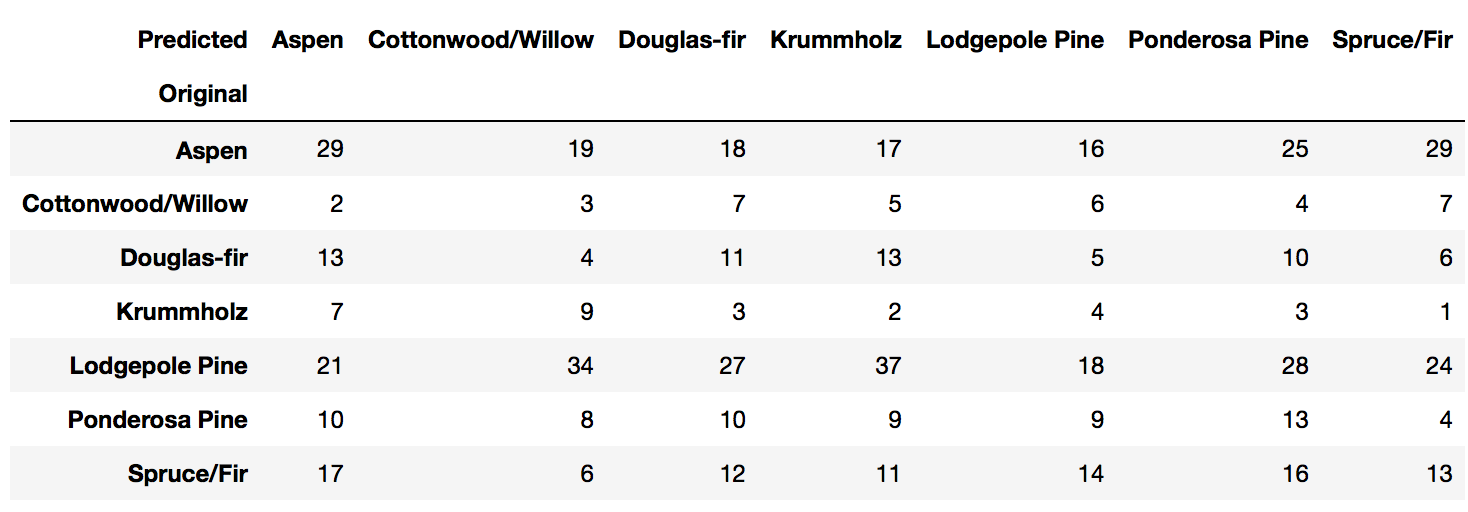 Predicted Aspen Cottonwood/Willow Douglas-fir Krummholz Lodgepole Pine Ponderosa Pine Spruce/Fir
Original
Aspen 29 19 18 17 16 25 29
Cottonwood/Willow 2 3 7 5 6 4 7
Douglas-fir 13 4 11 13 5 10 6
Krummholz 7 9 3 2 4 3 1
Lodgepole Pine 21 34 27 37 18 28 24
Ponderosa Pine 10 8 10 9 9 13 4
Spruce/Fir 17 6 12 11 14 16 13